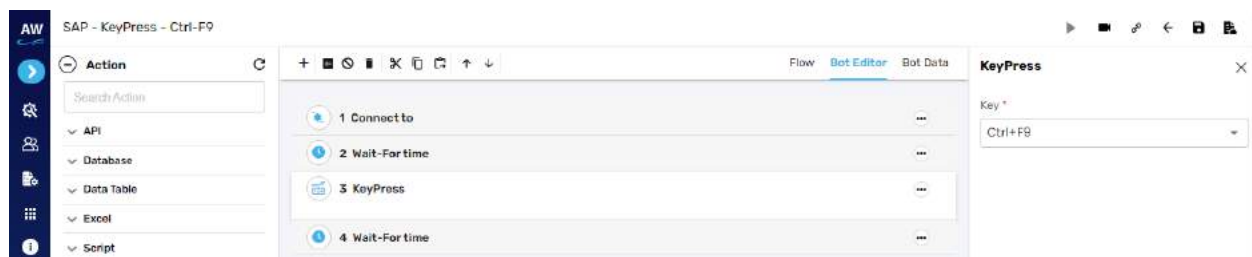 AW
SAP - KeyPress - Ctrl-F9
Action
Search Action
API
Database
Data Table
Excel
Script
Flow
Bot Editor
Bot Data
1 Connect to
2 Wait-For time
3 KeyPress
4 Wait-For time
KeyPress
Key *
Ctrl+F9